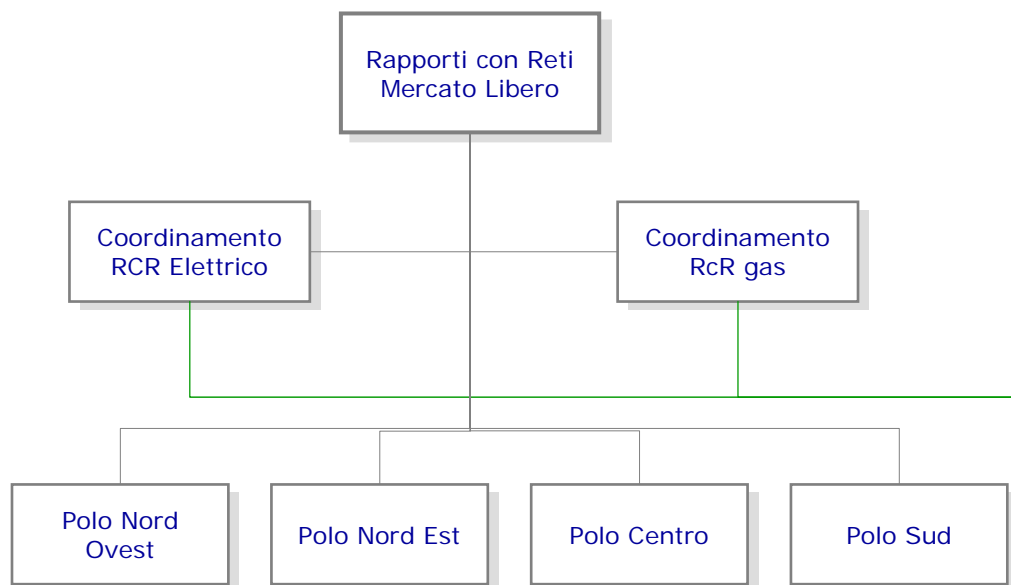 Rapporti con Reti
Mercato Libero
Coordinamento
RCR Elettrico
Coordinamento
RcR gas
Polo Nord
Ovest
Polo Nord Est
Polo Centro
Polo Sud